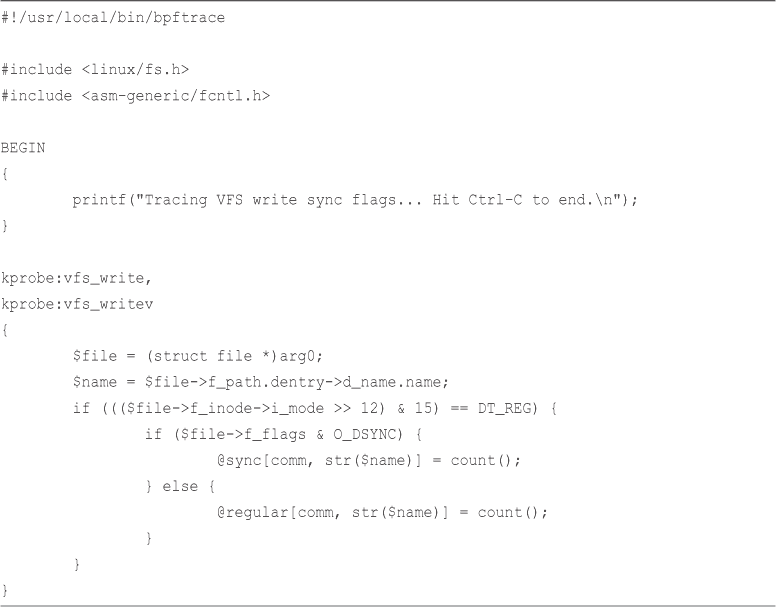 #!/usr/local/bin/bpftrace
#include <linux/fs.h>
#include <asm-generic/fcntl.h>
BEGIN
{
        printf("Tracing VFS write sync flags... Hit Ctrl-C to end.\n");
}
kprobe:vfs_write,
kprobe:vfs_writev
{
        $file = (struct file *)arg0;
        $name = $file->f_path.dentry->d_name.name;
        if ((($file->f_inode->i_mode >> 12) & 15) == DT_REG) {
                if ($file->f_flags & O_DSYNC) {
                        @sync[comm, str($name)] = count();
                } else {
                        @regular[comm, str($name)] = count();
                }
        }
}